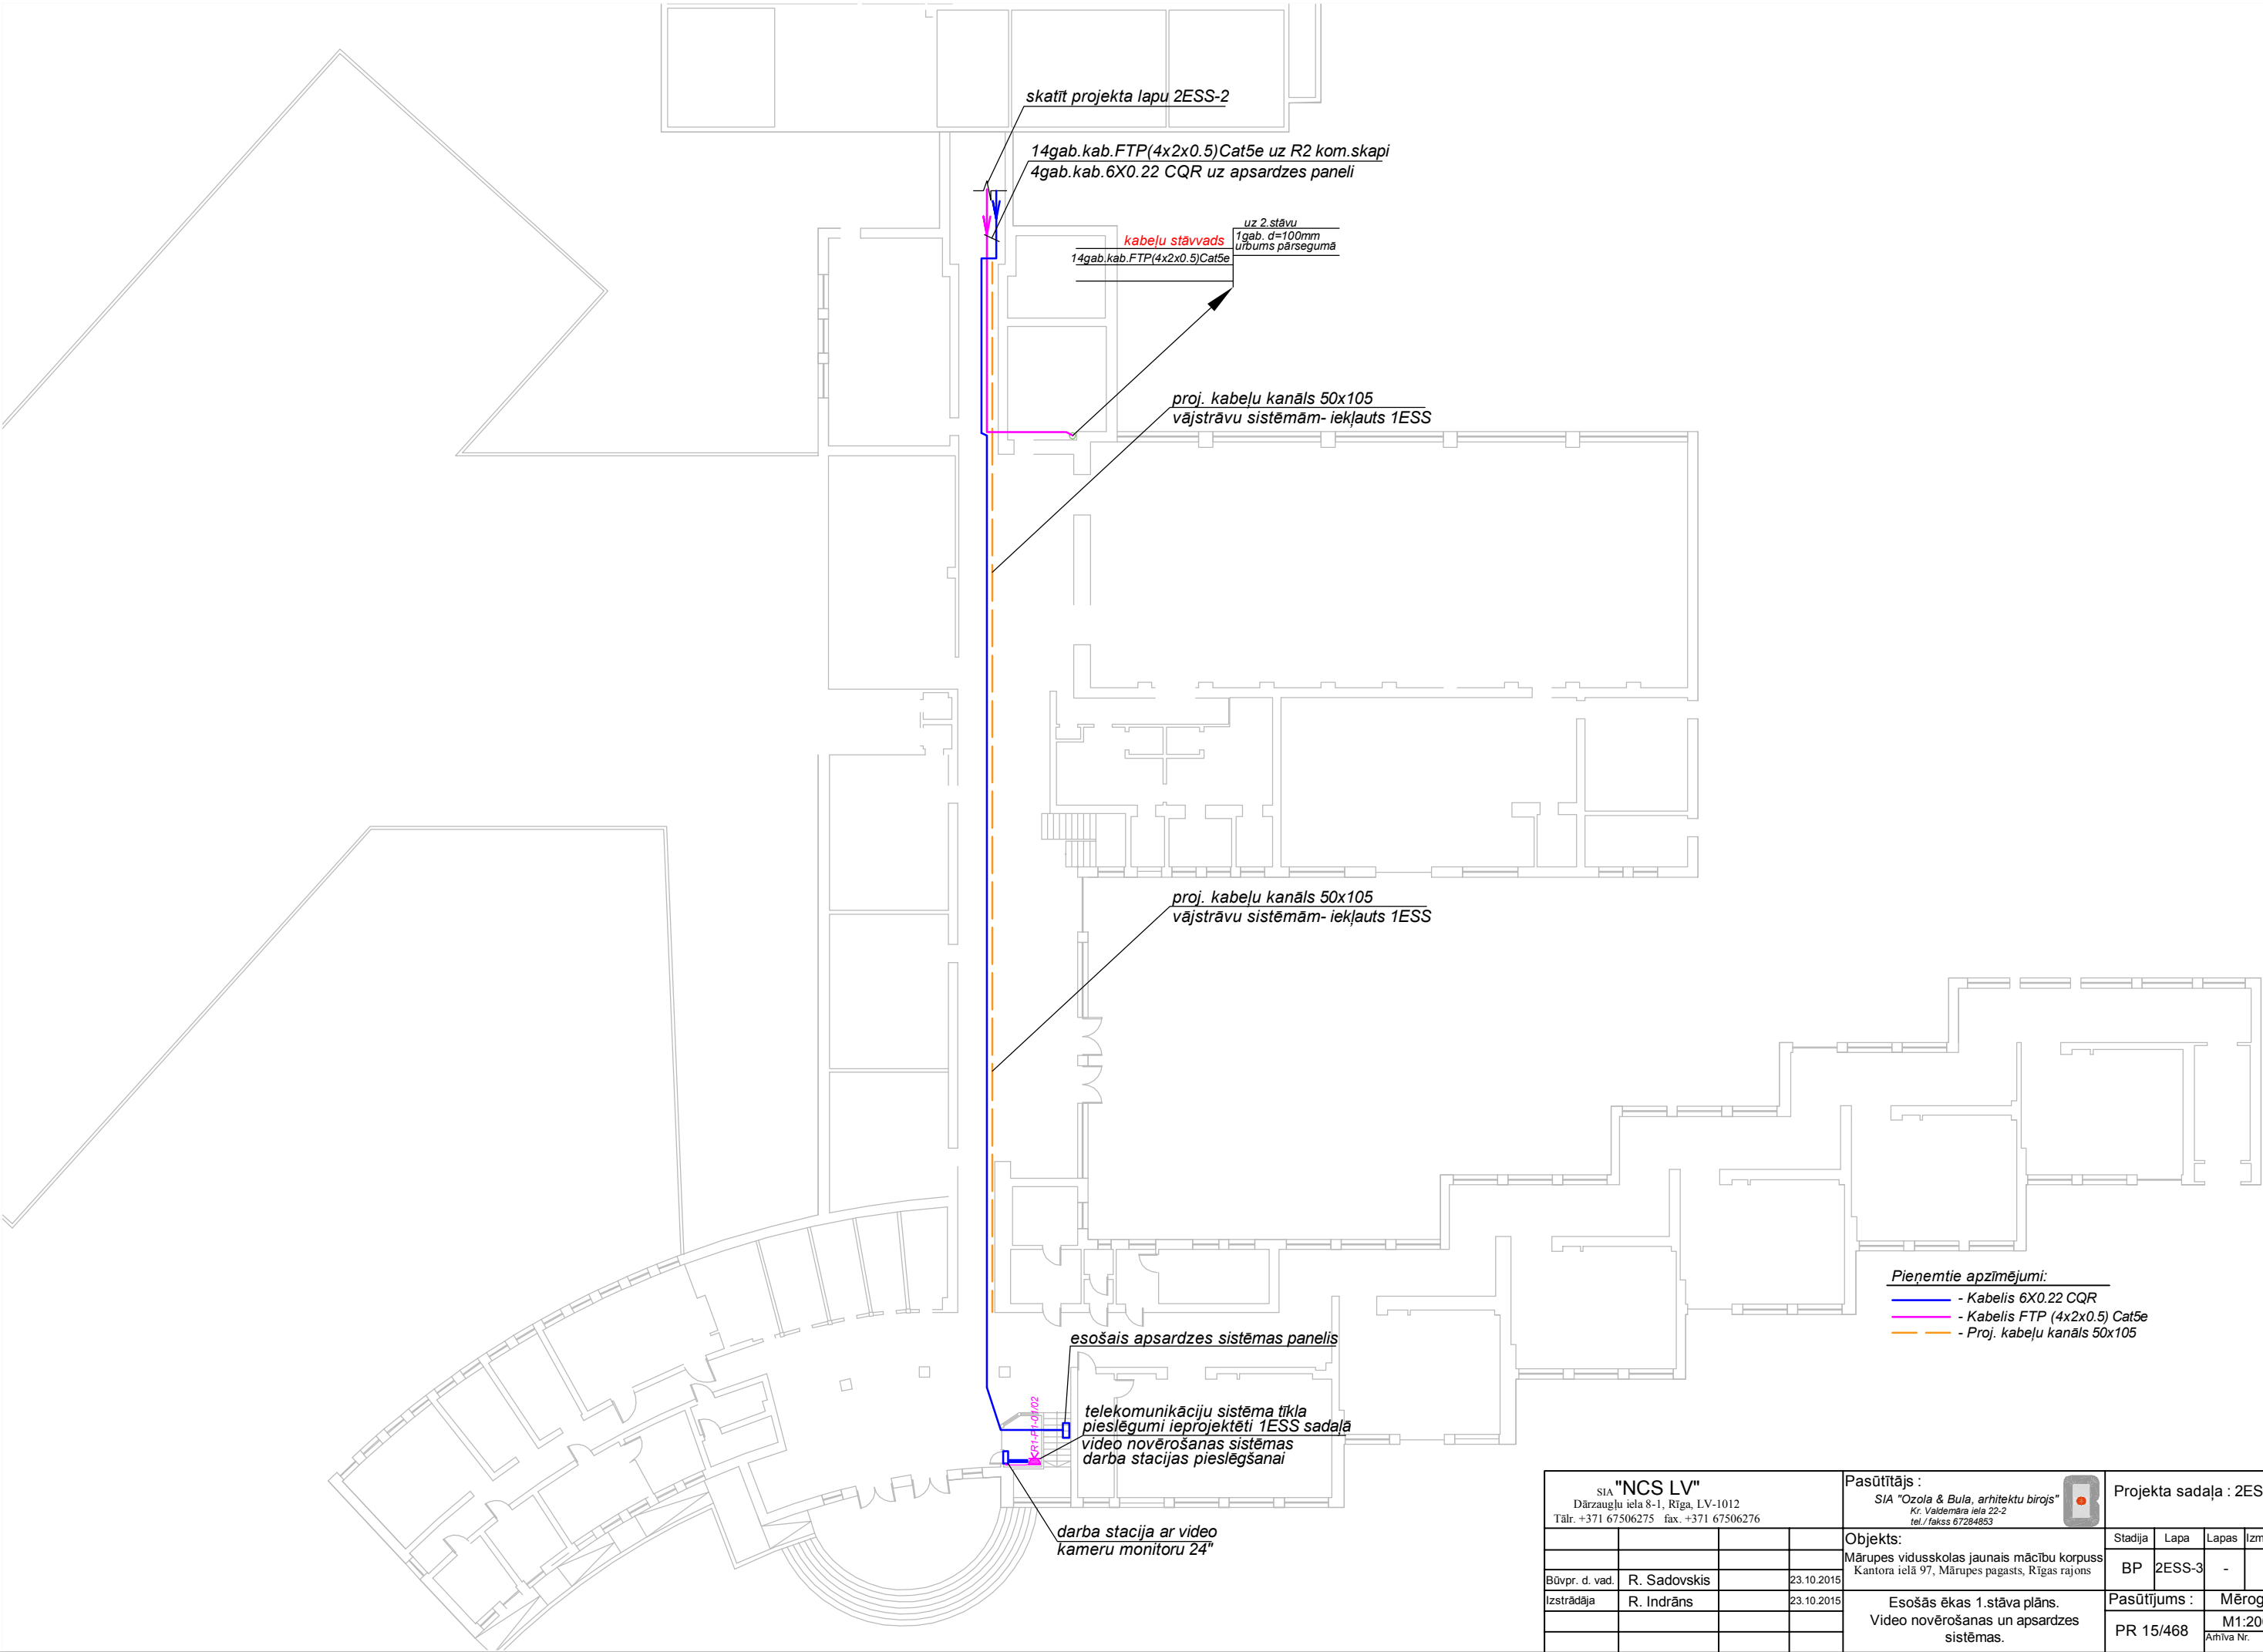 skatīt projekta lapu 2ESS-2
14gab.kab.FTP(4x2x0.5)Cat5e uz R2 kom.skapi
4gab.kab.6X0.22 CQR uz apsardzes paneli
uz 2.stāvu
kabeļu stāvvads
1gab. d=100mm
urbums pārsegumā
14gab.kab.FTP(4x2x0.5)Cat5e
proj. kabeļu kanāls 50x105
vājstrāvu sistēmām- iekļauts 1ESS
proj. kabeļu kanāls 50x105
vājstrāvu sistēmām- iekļauts 1ESS
Pieņemtie apzīmējumi:
- Kabelis 6X0.22 CQR
- Kabelis FTP (4x2x0.5) Cat5e
- Proj. kabeļu kanāls 50x105
esošais apsardzes sistēmas panelis
telekomunikāciju sistēma tīkla
pieslēgumi ieprojektēti 1ESS sadaļā
video novērošanas sistēmas
darba stacijas pieslēgšanai
darba stacija ar video
kameru monitoru 24"
SIA "NCS LV"
Dārzaugļu iela 8-1, Rīga, LV-1012
Tālr. +371 67506275 fax. +371 67506276
Pasūtītājs :
SIA "Ozola & Bula, arhitektu birojs"
Kr. Valdemāra iela 22-2
tel./ fakss 67284853
Projekta sadaļa : 2ES
Objekts:
Mārupes vidusskolas jaunais mācību korpuss
Kantora ielā 97, Mārupes pagasts, Rīgas rajons
Stadija Lapa Lapas Izm
BP 2ESS-3 -
Būvpr. d. vad. R. Sadovskis 23.10.2015
Izstrādāja R. Indrāns 23.10.2015
Esošās ēkas 1.stāva plāns.
Video novērošanas un apsardzes
sistēmas.
Pasūtījums : Mērog
PR 15/468 M1:20
Arhīva Nr.